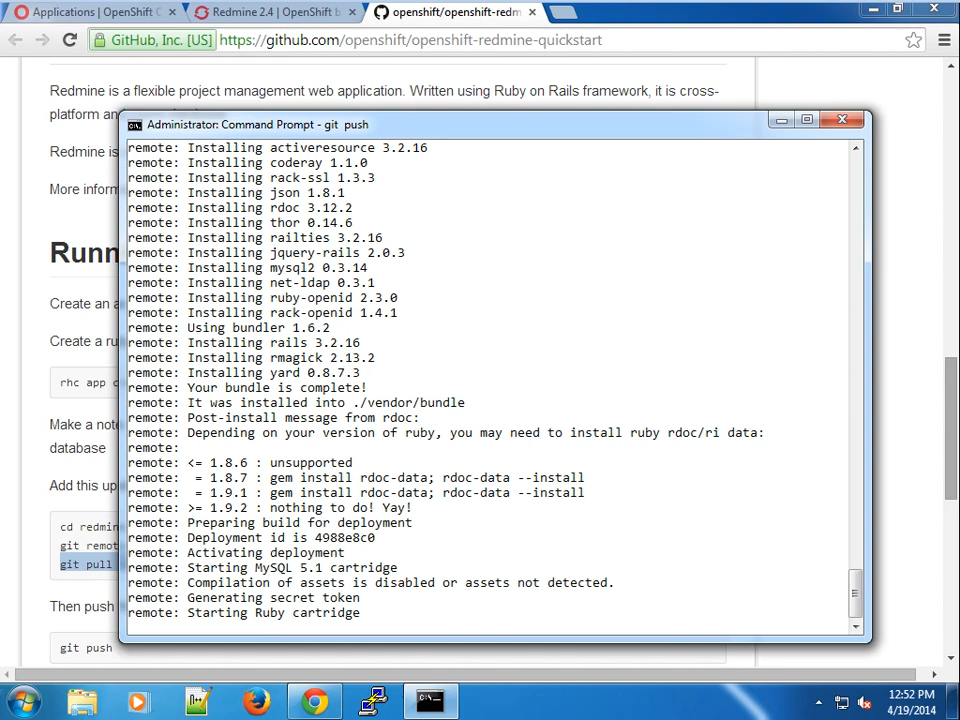 Applications | OpenShift C
Redmine 2.4 | OpenShift b
openshift/openshift-redm
GitHub, Inc. [US]
https://github.com/openshift/openshift-redmine-quickstart
Redmine is a flexible project management web application. Written using Ruby on Rails framework, it is cross-
platform an
Redmine is
More inform
Runn
Create an a
Create a ru
rhc app c
Make a note
database
Add this up
cd redmin
git remot
git pull
Then push
git push
Administrator: Command Prompt - git push
remote: Installing activeresource 3.2.16
remote: Installing coderay 1.1.0
remote: Installing rack-ssl 1.3.3
remote: Installing json 1.8.1
remote: Installing rdoc 3.12.2
remote: Installing thor 0.14.6
remote: Installing railties 3.2.16
remote: Installing jquery-rails 2.0.3
remote: Installing mysql2 0.3.14
remote: Installing net-ldap 0.3.1
remote: Installing ruby-openid 2.3.0
remote: Installing rack-openid 1.4.1
remote: Using bundler 1.6.2
remote: Installing rails 3.2.16
remote: Installing rmagick 2.13.2
remote: Installing yard 0.8.7.3
remote: Your bundle is complete!
remote: It was installed into ./vendor/bundle
remote: Post-install message from rdoc:
remote: Depending on your version of ruby, you may need to install ruby rdoc/ri data:
remote:
remote: <= 1.8.6 : unsupported
remote:  = 1.8.7 : gem install rdoc-data; rdoc-data --install
remote:  = 1.9.1 : gem install rdoc-data; rdoc-data --install
remote: >= 1.9.2 : nothing to do! Yay!
remote: Preparing build for deployment
remote: Deployment id is 4988e8c0
remote: Activating deployment
remote: Starting MySQL 5.1 cartridge
remote: Compilation of assets is disabled or assets not detected.
remote: Generating secret token
remote: Starting Ruby cartridge
12:52 PM
4/19/2014